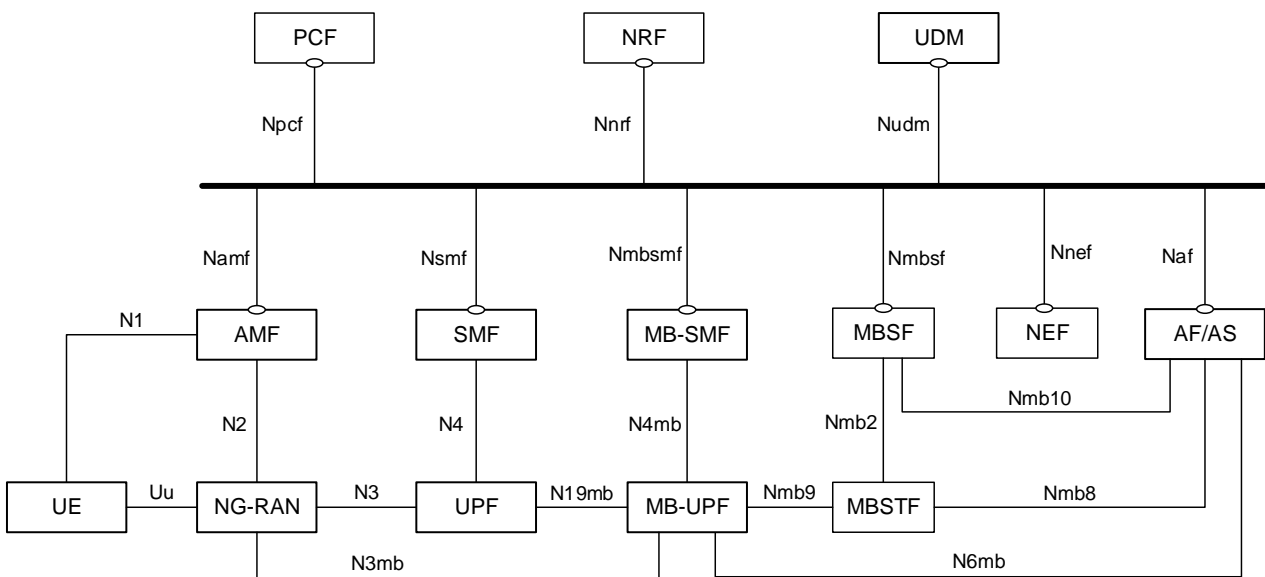 PCF
NRF
UDM
Npcf
Nnrf
Nudm
Namf
Nsmf
Nmbsmf
Nmbsf
Nnef
Naf
N1
AMF
SMF
MB-SMF
MBSF
NEF
AF/AS
Nmb10
N2
N4
N4mb
Nmb2
UE
Uu
NG-RAN
N3
UPF
N19mb
MB-UPF
Nmb9
MBSTF
Nmb8
N3mb
N6mb